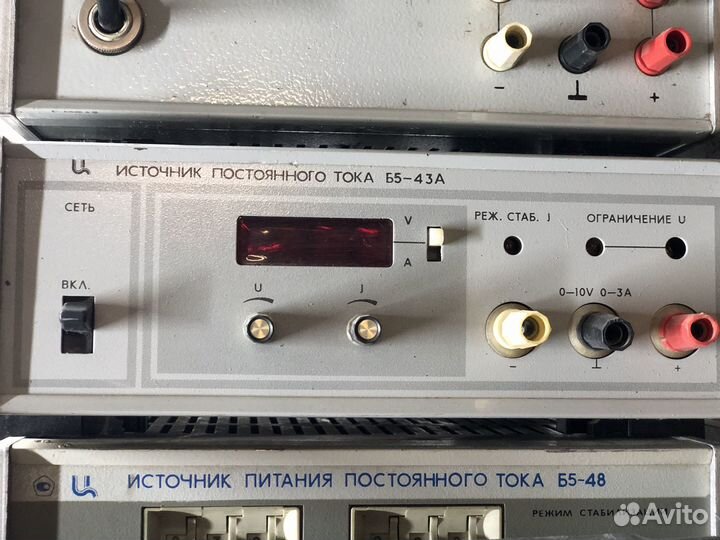 - ⊥ +
ИСТОЧНИК ПОСТОЯННОГО ТОКА Б5-43А
СЕТЬ
ВКЛ.
V
A
U J
РЕЖ. СТАБ. J ОГРАНИЧЕНИЕ U
0-10V 0-3A
- ⊥ +
ИСТОЧНИК ПИТАНИЯ ПОСТОЯННОГО ТОКА Б5-48
РЕЖИМ
Avito